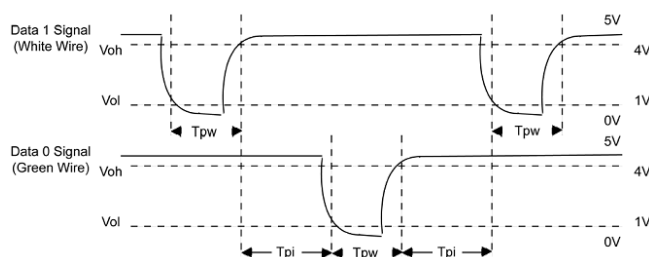 Data 1 Signal
(White Wire)
Voh
Vol
5V
4V
1V
0V
Tpw
Tpw
Data 0 Signal
(Green Wire)
Voh
Vol
5V
4V
1V
0V
Tpi
Tpw
Tpi